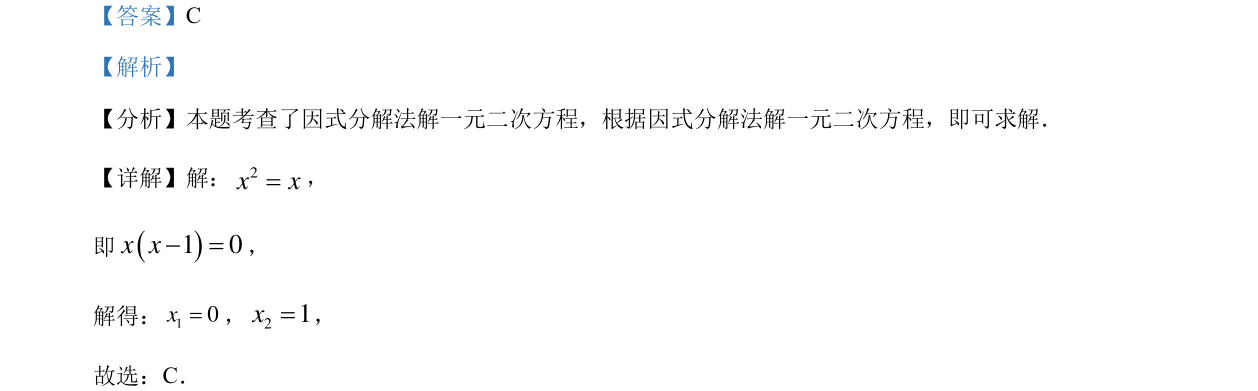 【答案】C
【解析】
【分析】本题考查了因式分解法解一元二次方程，根据因式分解法解一元二次方程，即可求解．
【详解】解：x² = x，
即 x(x−1)=0，
解得：x₁=0，x₂=1，
故选：C．